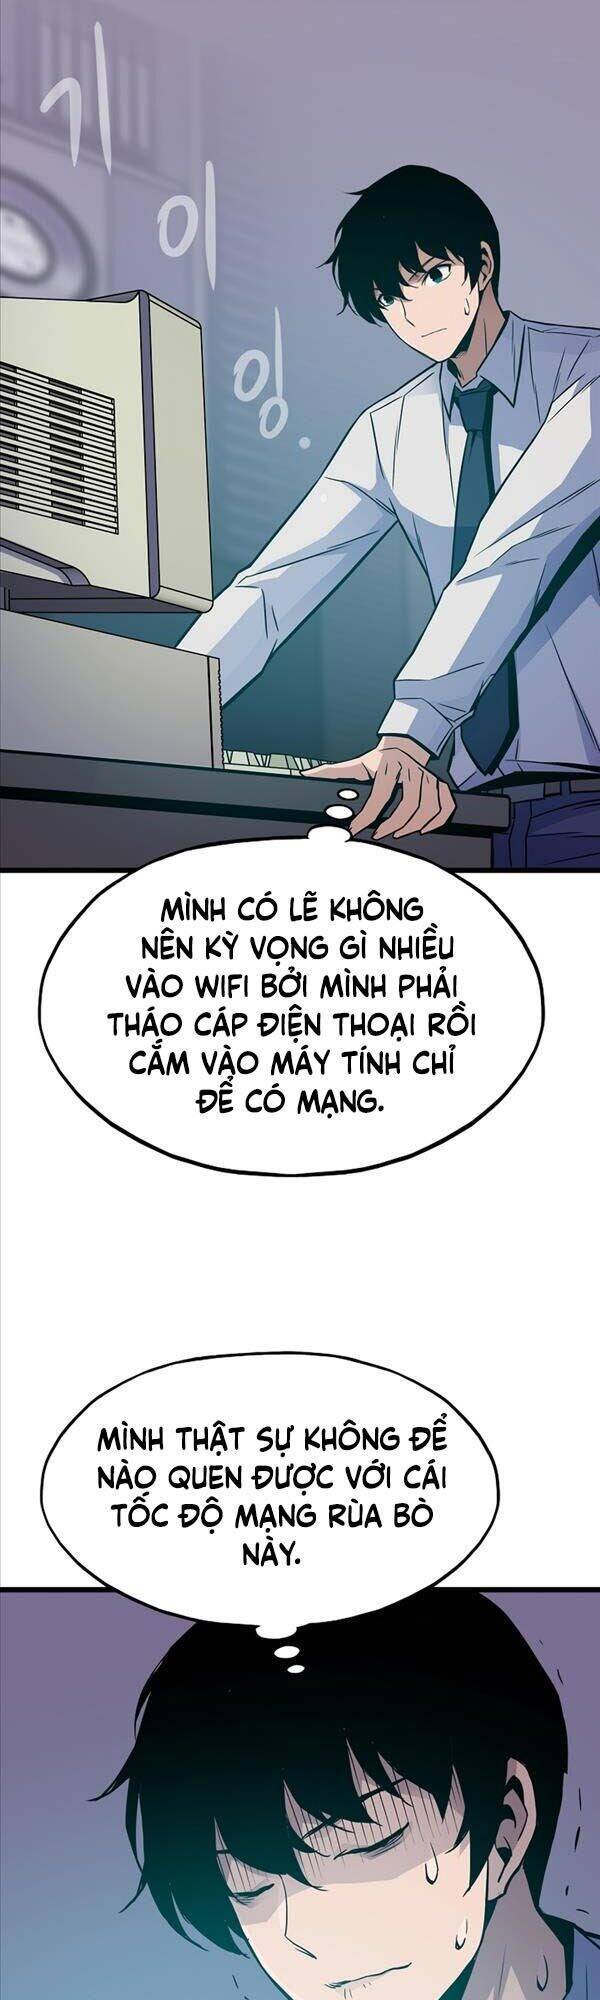 기이
잉.
MÌNH CÓ LẼ KHÔNG
NÊN KỲ VỌNG GÌ NHIỀU
VÀO WIFI BỞI MÌNH PHẢI
THÁO CÁP ĐIỆN THOẠI RỒI
CẮM VÀO MÁY TÍNH CHỈ
ĐỂ CÓ MẠNG.
MÌNH THẬT SỰ KHÔNG ĐỂ
NÀO QUEN ĐƯỢC VỚI CÁI
TỐC ĐỘ MẠNG RÙA BÒ
NÀY.